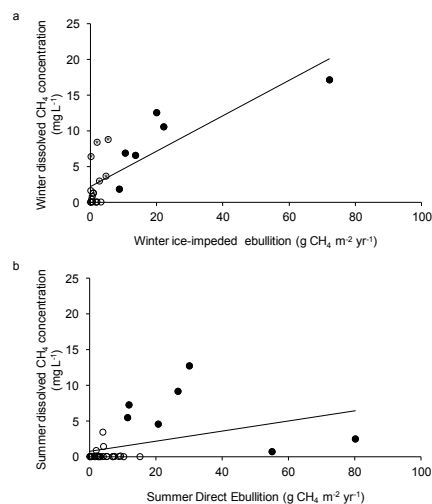 a
25
20
15
10
5
0
Winter dissolved CH₄ concentration
(mg L⁻¹)
0 20 40 60 80 100
Winter ice-impeded ebullition (g CH₄ m⁻² yr⁻¹)
b
25
20
15
10
5
0
Summer dissolved CH₄ concentration
(mg L⁻¹)
0 20 40 60 80 100
Summer Direct Ebullition (g CH₄ m⁻² yr⁻¹)